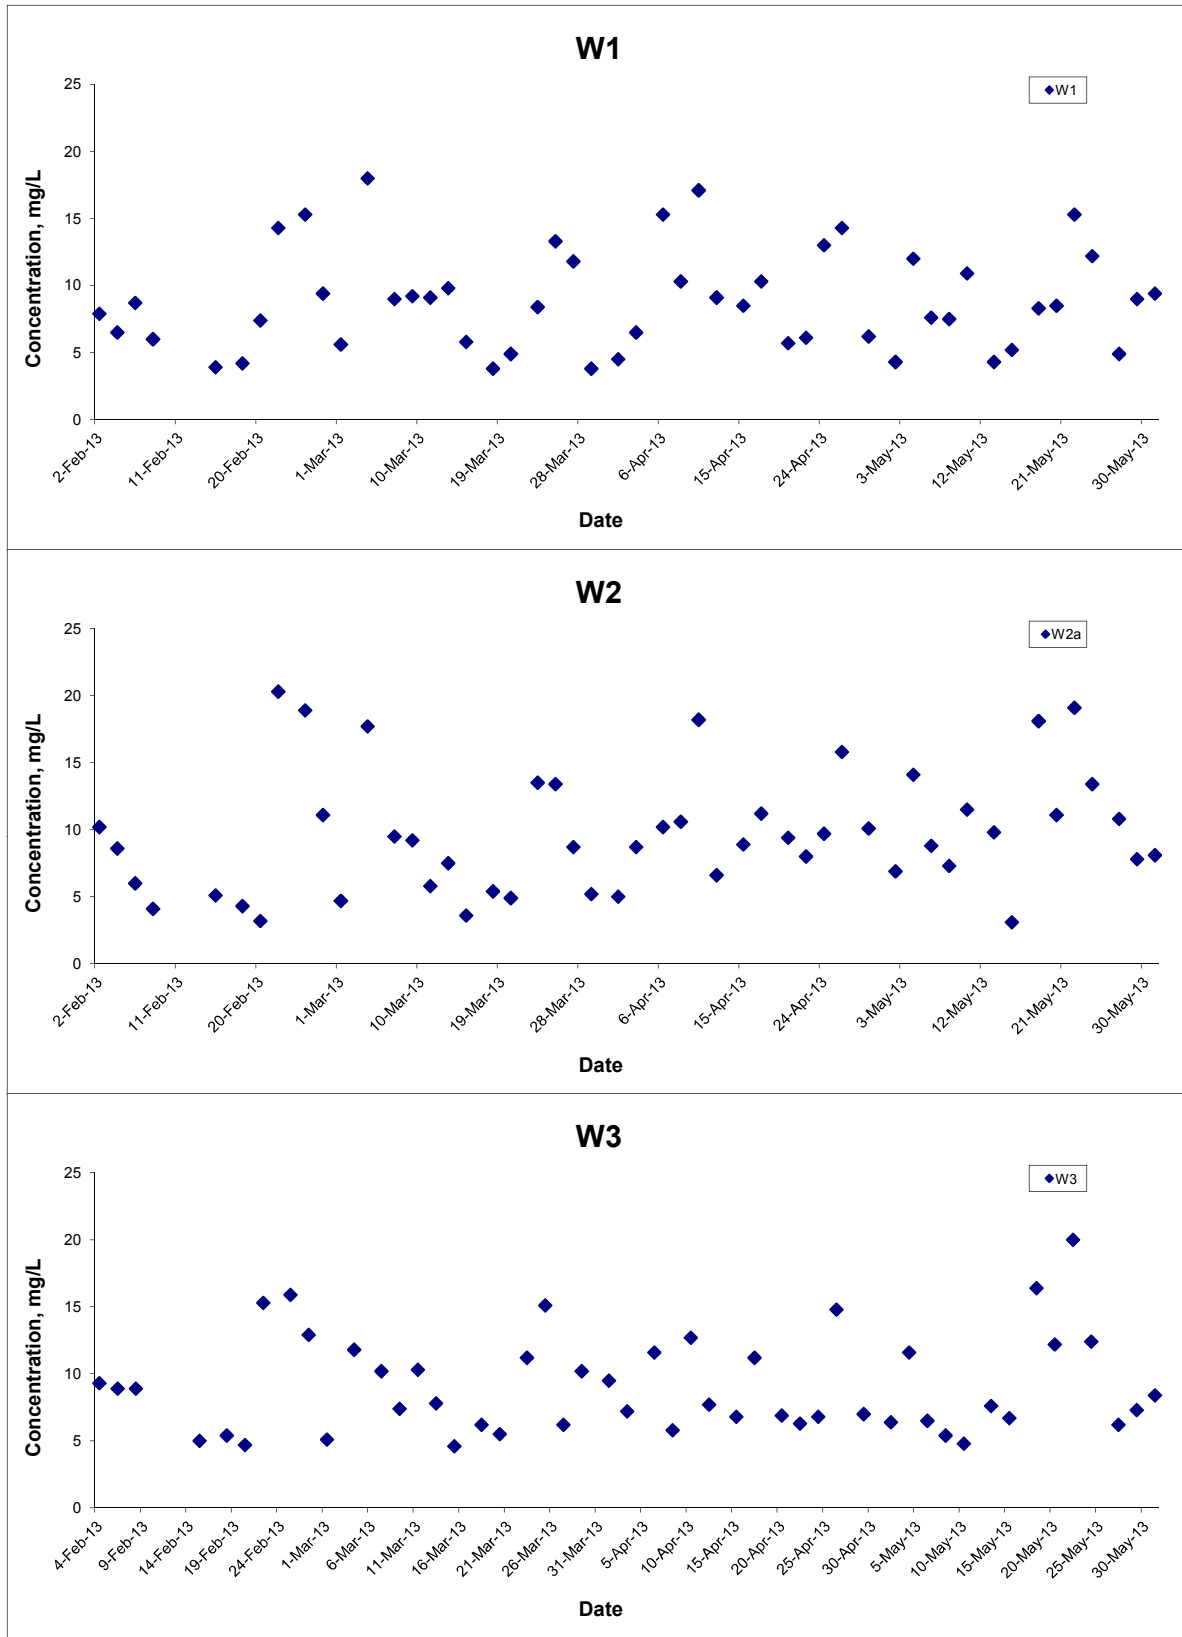 W1
W1
25
20
15
10
5
0
Concentration, mg/L
2-Feb-13 11-Feb-13 20-Feb-13 1-Mar-13 10-Mar-13 19-Mar-13 28-Mar-13 6-Apr-13 15-Apr-13 24-Apr-13 3-May-13 12-May-13 21-May-13 30-May-13
Date
W2
W2a
25
20
15
10
5
0
Concentration, mg/L
2-Feb-13 11-Feb-13 20-Feb-13 1-Mar-13 10-Mar-13 19-Mar-13 28-Mar-13 6-Apr-13 15-Apr-13 24-Apr-13 3-May-13 12-May-13 21-May-13 30-May-13
Date
W3
W3
25
20
15
10
5
0
Concentration, mg/L
4-Feb-13 9-Feb-13 14-Feb-13 19-Feb-13 24-Feb-13 1-Mar-13 6-Mar-13 11-Mar-13 16-Mar-13 21-Mar-13 26-Mar-13 31-Mar-13 5-Apr-13 10-Apr-13 15-Apr-13 20-Apr-13 25-Apr-13 30-Apr-13 5-May-13 10-May-13 15-May-13 20-May-13 25-May-13 30-May-13
Date